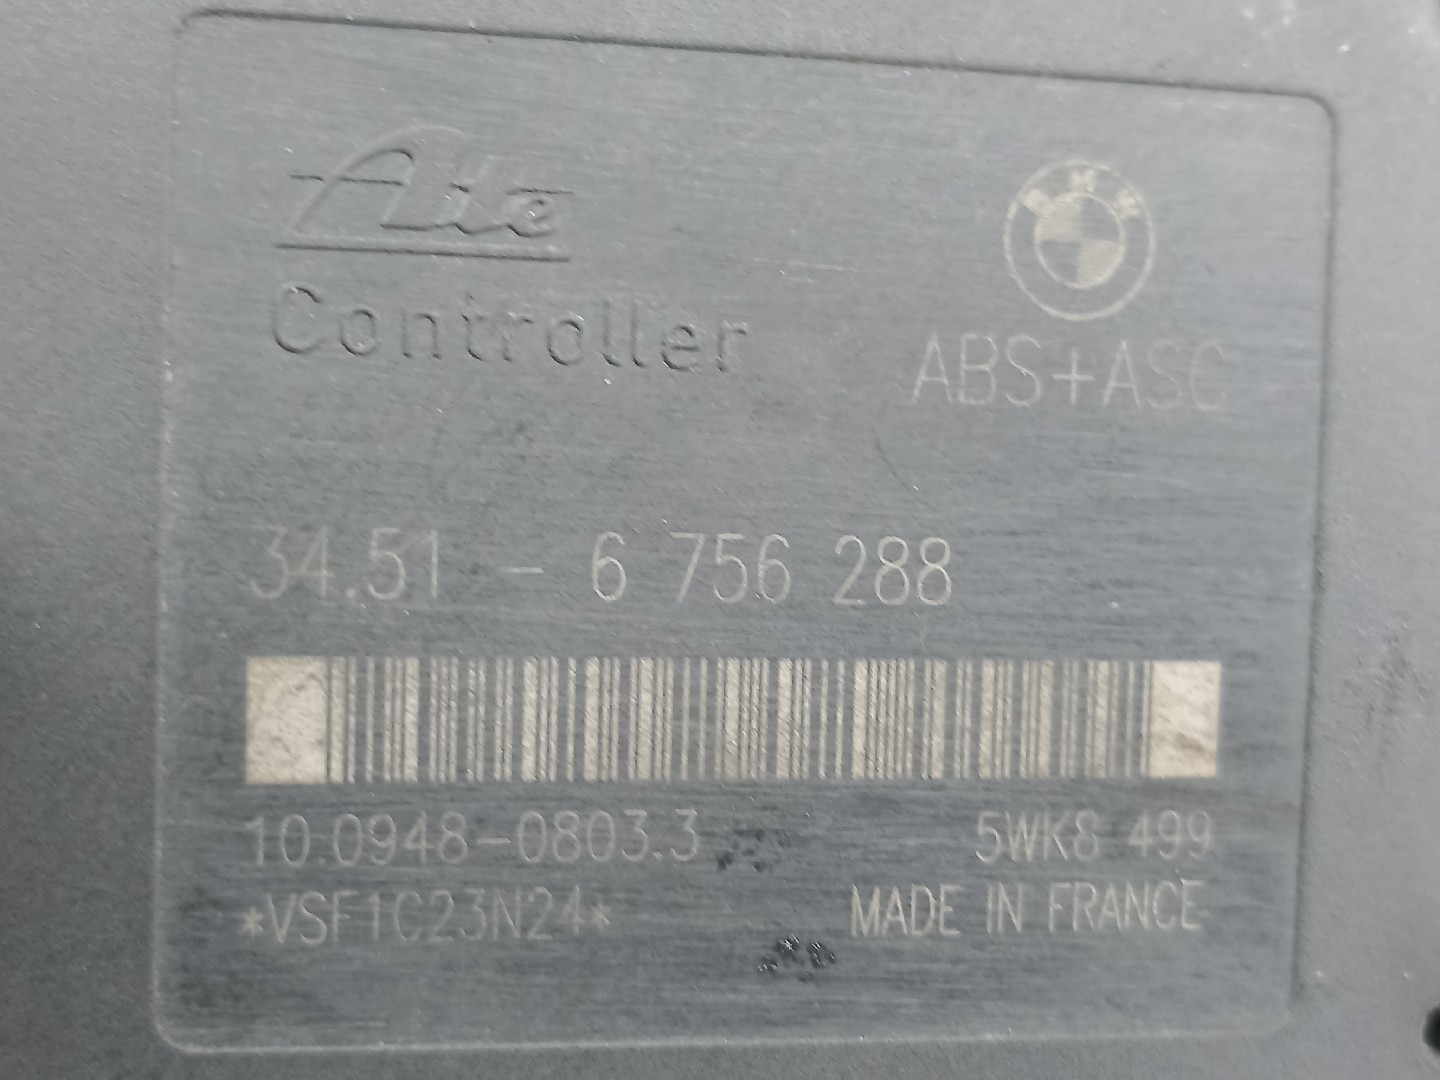 Ate
BMW
Controller
ABS+ASC
34.51 - 6 756 288
10.0948-0803.3
5WK8 499
*VSF1C23N24*
MADE IN FRANCE